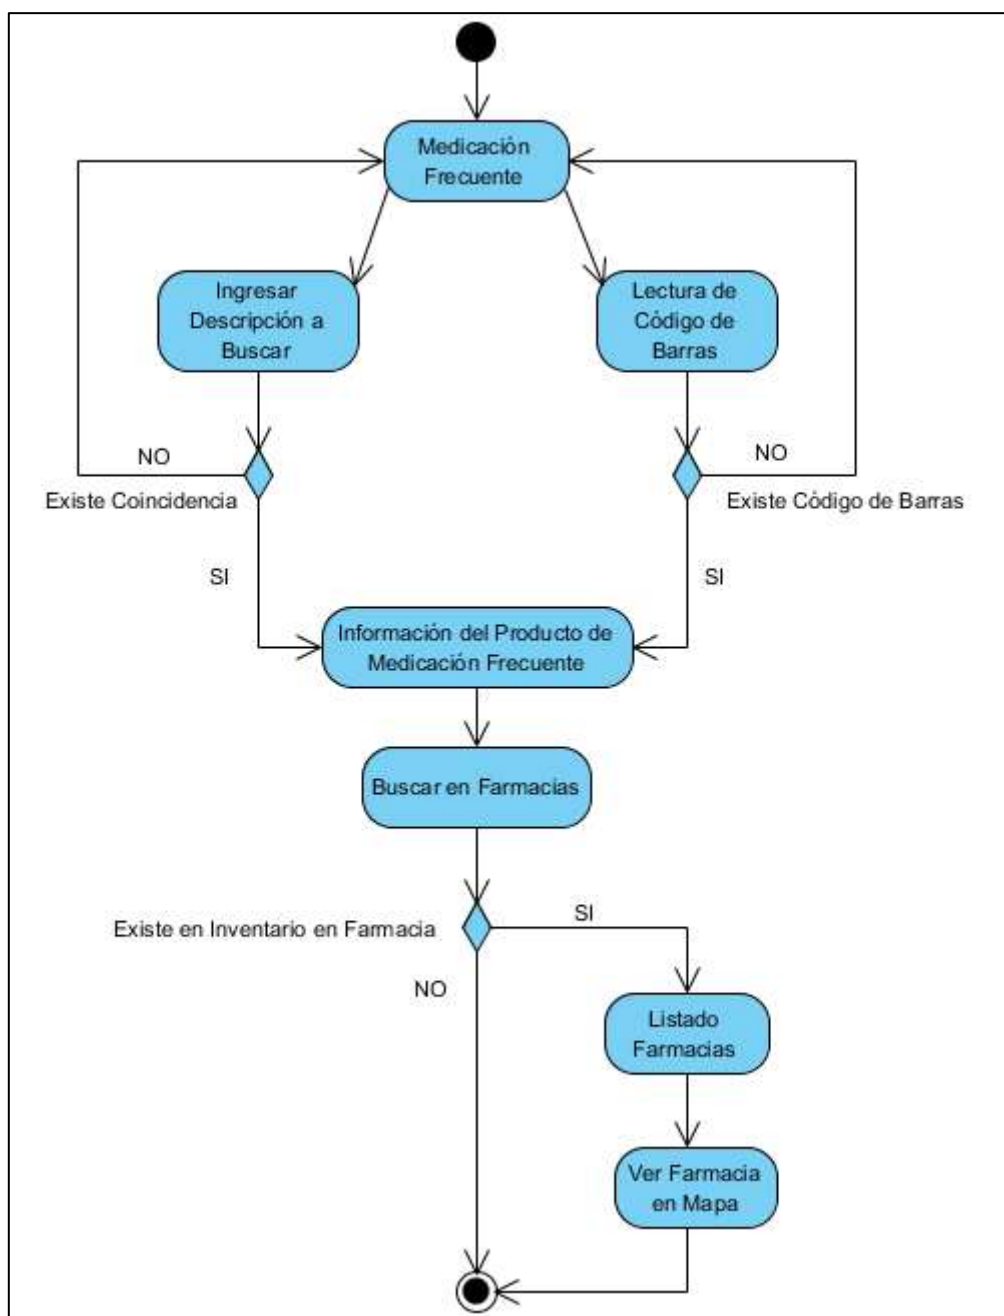 Medicación
Frecuente
Ingresar
Descripción a
Buscar
Lectura de
Código de
Barras
NO
NO
Existe Coincidencia
Existe Código de Barras
SI
SI
Información del Producto de
Medicación Frecuente
Buscar en Farmacias
SI
Existe en Inventario en Farmacia
NO
Listado
Farmacias
Ver Farmacia
en Mapa